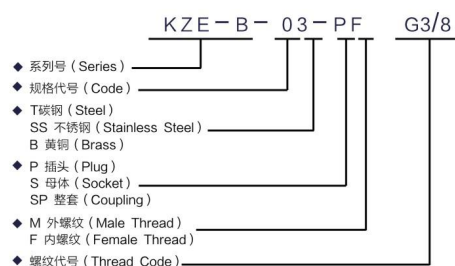 KZE-B-03-PF G3/8
◆ 系列号 (Series)
◆ 规格代号 (Code)
◆ T碳钢 (Steel)
SS 不锈钢 (Stainless Steel)
B 黄铜 (Brass)
◆ P 插头 (Plug)
S 母体 (Socket)
SP 整套 (Coupling)
◆ M 外螺纹 (Male Thread)
F 内螺纹 (Female Thread)
◆ 螺纹代号 (Thread Code)